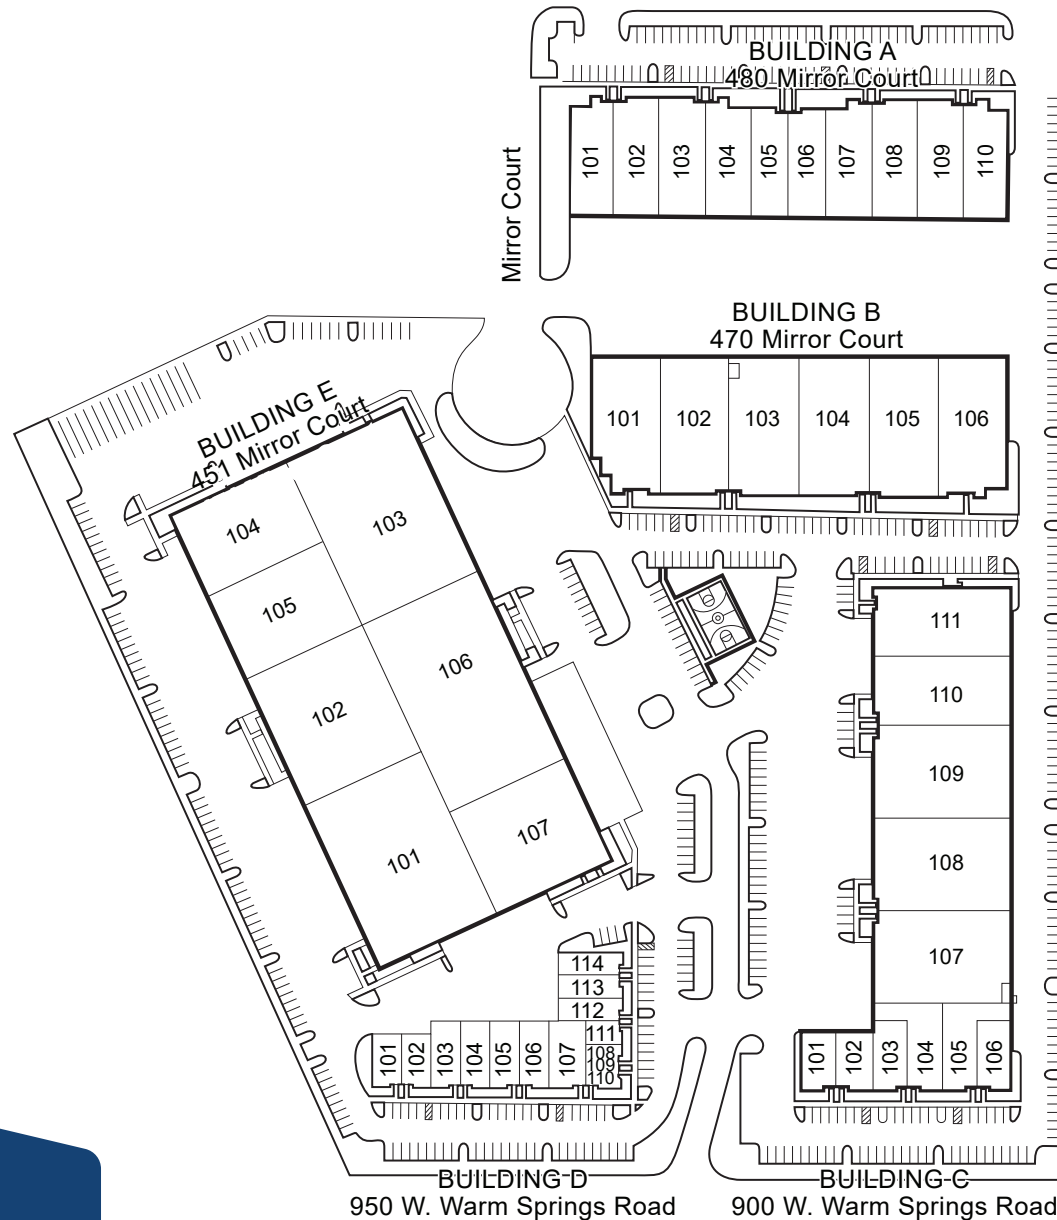 BUILDING A
480 Mirror Court
101 102 103 104 105 106 107 108 109 110
Mirror Court
BUILDING B
470 Mirror Court
101 102 103 104 105 106
BUILDING E
451 Mirror Court
104
103
105
106
102
107
101
111
110
109
108
107
101 102 103 104 105 106
114
113
112
111
108
109
110
101 102 103 104 105 106 107
BUILDING D
950 W. Warm Springs Road
BUILDING C
900 W. Warm Springs Road